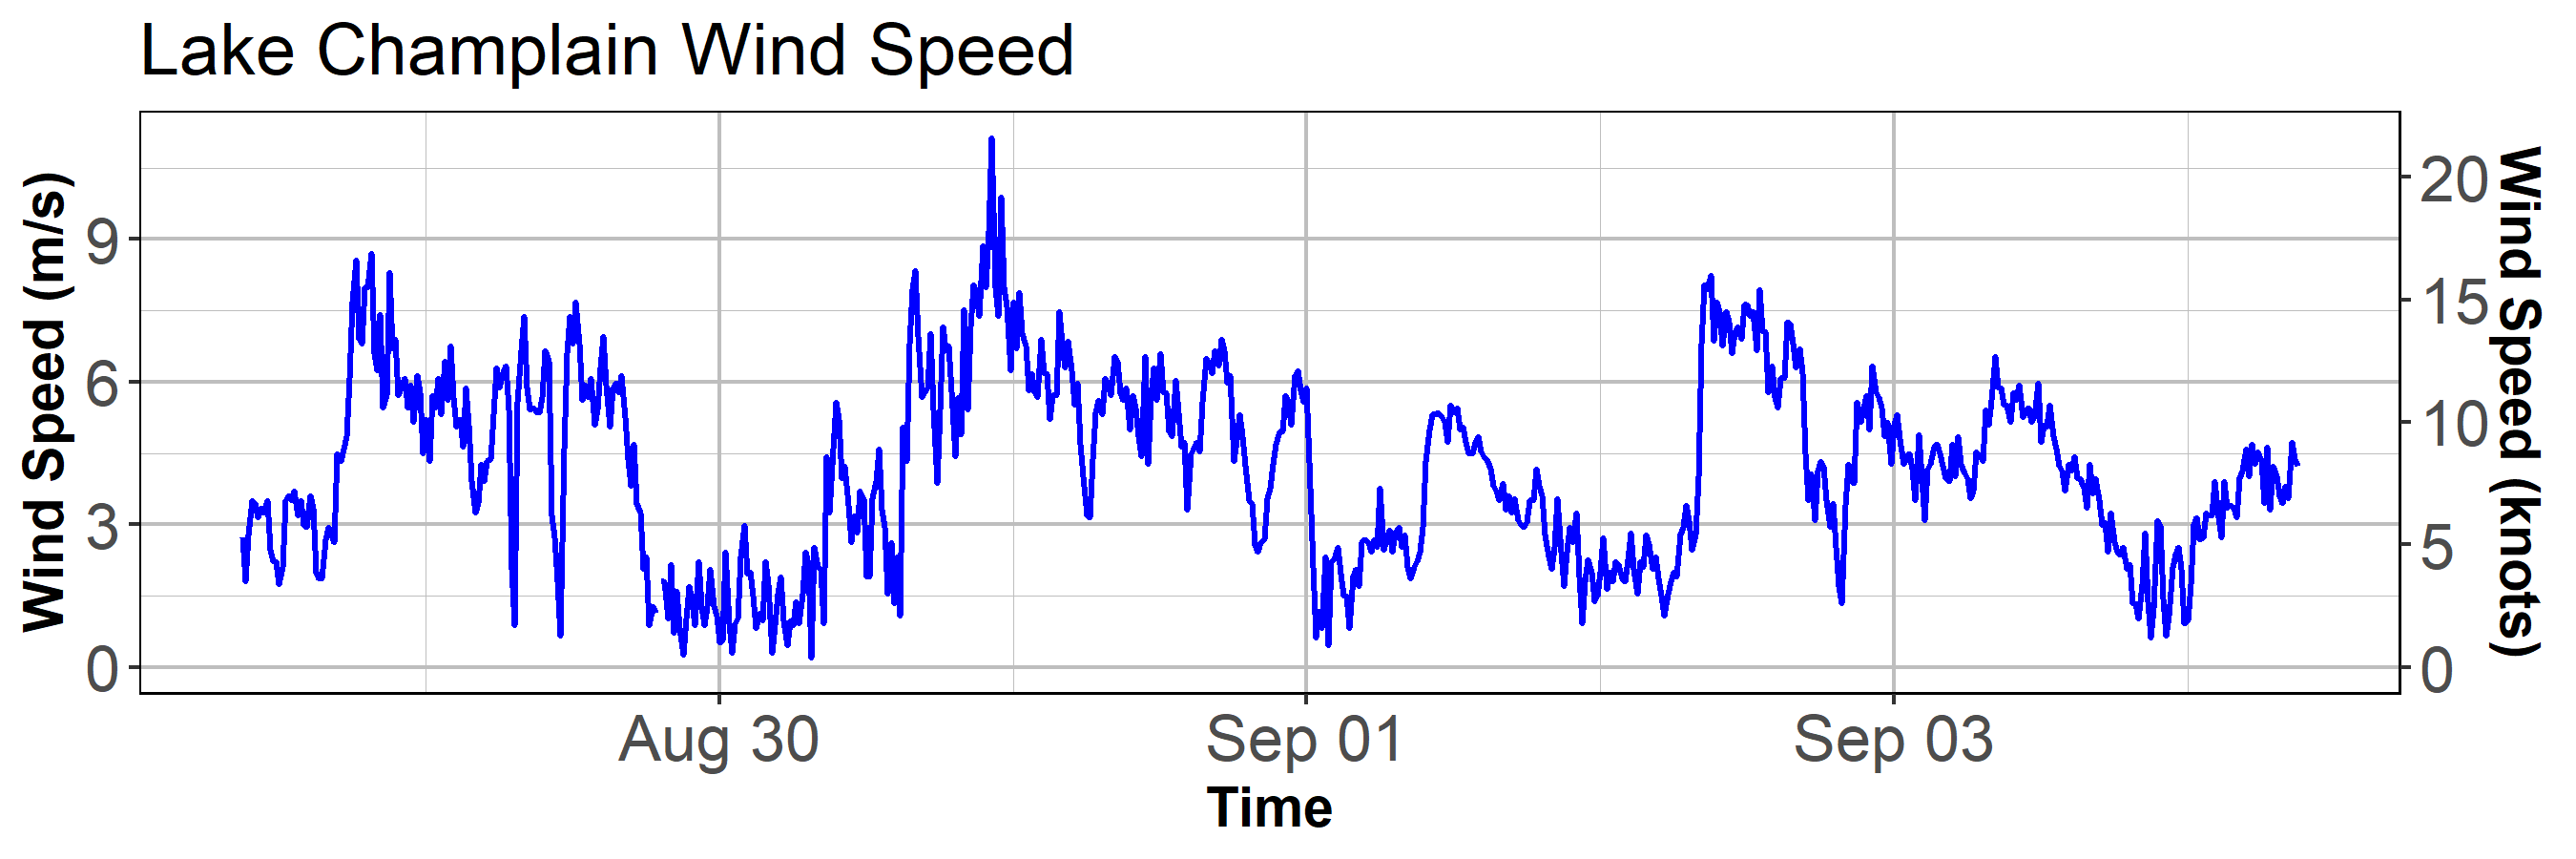 Lake Champlain Wind Speed
Wind Speed (m/s)
9
6
3
0
20
15
10
5
0
Wind Speed (knots)
Aug 30
Sep 01
Sep 03
Time